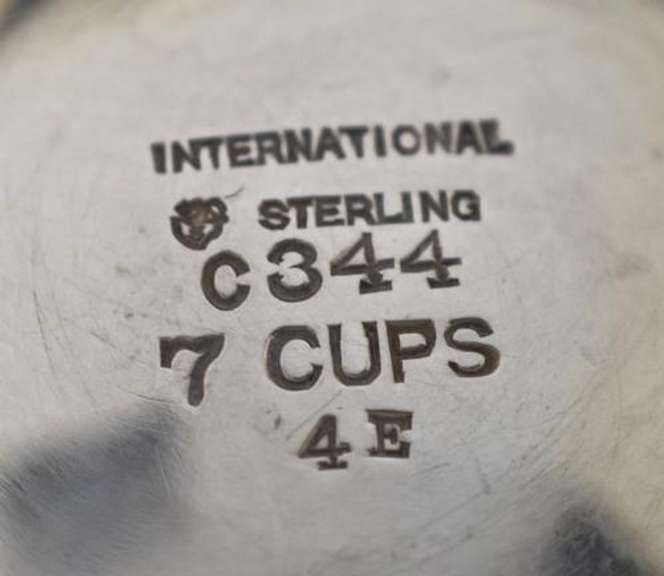 INTERNATIONAL
STERLING
C344
7 CUPS
4E